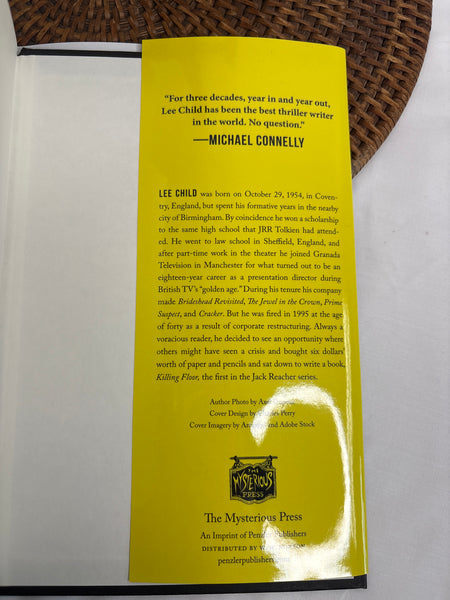 “For three decades, year in and year out,
Lee Child has been the best thriller writer
in the world. No question.”
—MICHAEL CONNELLY
LEE CHILD was born on October 29, 1954, in Coven-
try, England, but spent his formative years in the nearby
city of Birmingham. By coincidence he won a scholarship
to the same high school that JRR Tolkien had attend-
ed. He went to law school in Sheffield, England, and
after part-time work in the theater he joined Granada
Television in Manchester for what turned out to be an
eighteen-year career as a presentation director during
British TV’s “golden age.” During his tenure his company
made Brideshead Revisited, The Jewel in the Crown, Prime
Suspect, and Cracker. But he was fired in 1995 at the age
of forty as a result of corporate restructuring. Always a
voracious reader, he decided to see an opportunity where
others might have seen a crisis and bought six dollars’
worth of paper and pencils and sat down to write a book,
Killing Floor, the first in the Jack Reacher series.
Author Photo by
Cover Design by Perry
Cover Imagery by and Adobe Stock
THE
MYSTERIOUS
PRESS
The Mysterious Press
An Imprint of Penzler Publishers
DISTRIBUTED BY
penzlerpublishers.com